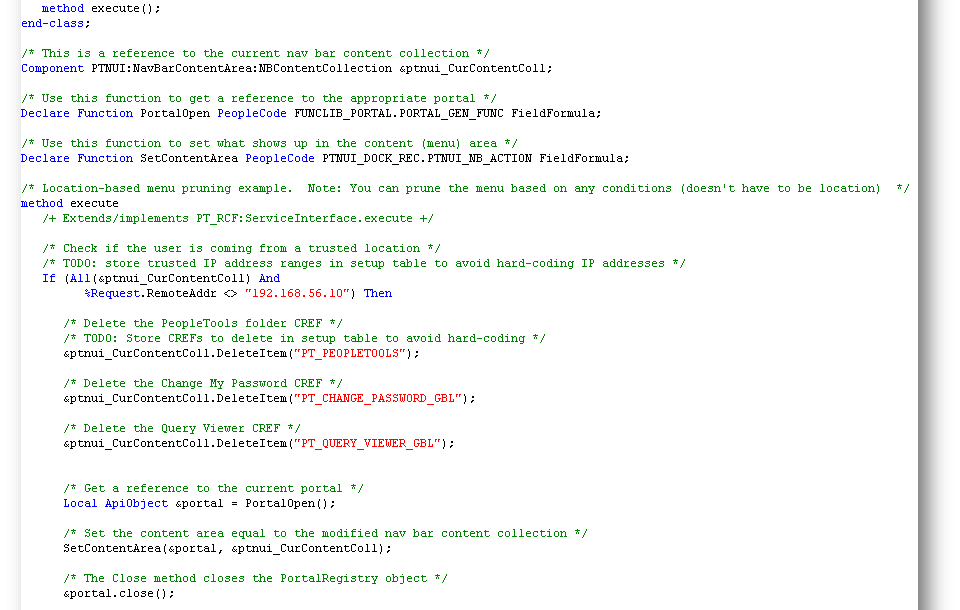 method execute();
end-class;
/* This is a reference to the current nav bar content collection */
Component PTNUI:NavBarContentArea:NBContentCollection &ptnui_CurContentColl;
/* Use this function to get a reference to the appropriate portal */
Declare Function PortalOpen PeopleCode FUNCLIB_PORTAL.PORTAL_GEN_FUNC FieldFormula;
/* Use this function to set what shows up in the content (menu) area */
Declare Function SetContentArea PeopleCode PTNUI_DOCK_REC.PTNUI_NB_ACTION FieldFormula;
/* Location-based menu pruning example.  Note: You can prune the menu based on any conditions (doesn't have to be location)  */
method execute
/+ Extends/implements PT_RCF:ServiceInterface.execute +/
/* Check if the user is coming from a trusted location */
/* TODO: store trusted IP address ranges in setup table to avoid hard-coding IP addresses */
If (All(&ptnui_CurContentColl) And
%Request.RemoteAddr <> "192.168.56.10") Then
/* Delete the PeopleTools folder CREF */
/* TODO: Store CREFs to delete in setup table to avoid hard-coding */
&ptnui_CurContentColl.DeleteItem("PT_PEOPLETOOLS");
/* Delete the Change My Password CREF */
&ptnui_CurContentColl.DeleteItem("PT_CHANGE_PASSWORD_GBL");
/* Delete the Query Viewer CREF */
&ptnui_CurContentColl.DeleteItem("PT_QUERY_VIEWER_GBL");
/* Get a reference to the current portal */
Local ApiObject &portal = PortalOpen();
/* Set the content area equal to the modified nav bar content collection */
SetContentArea(&portal, &ptnui_CurContentColl);
/* The Close method closes the PortalRegistry object */
&portal.close();